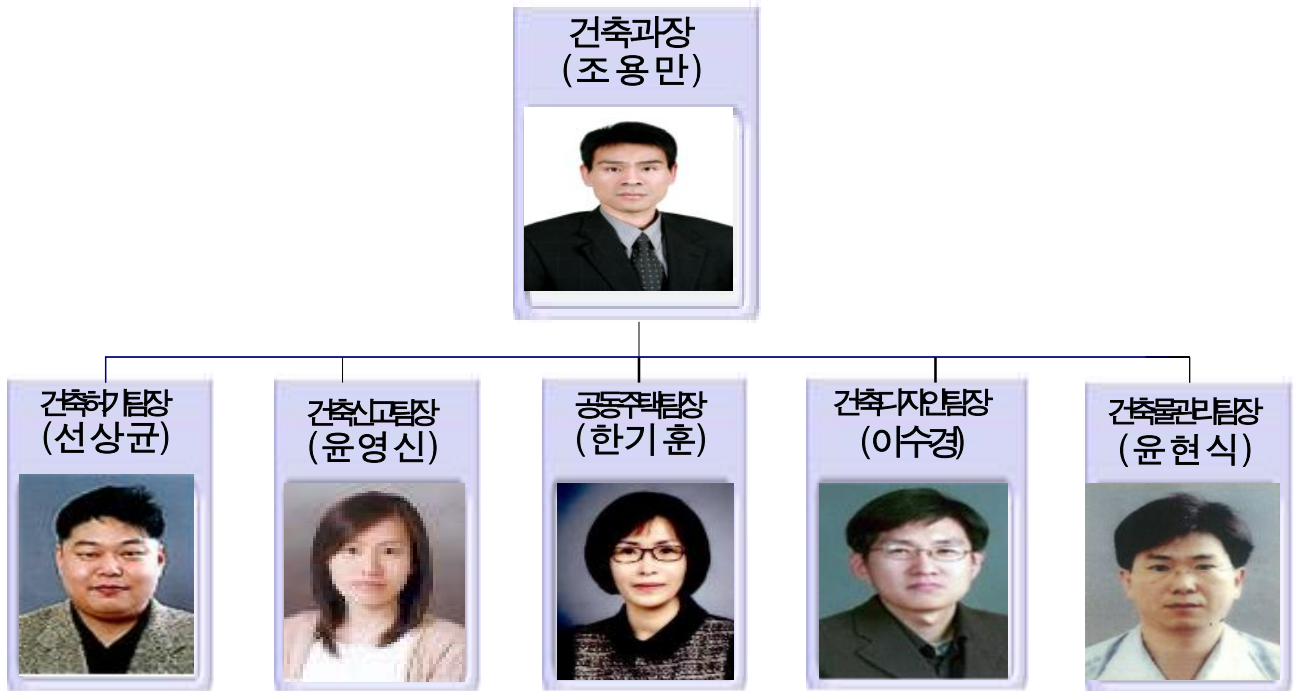 건축과장
(조용만)
건축허가팀장
(선상균)
건축신고팀장
(윤영신)
공동주택팀장
(한기훈)
건축디자인팀장
(이수경)
건축물관리팀장
(윤현식)